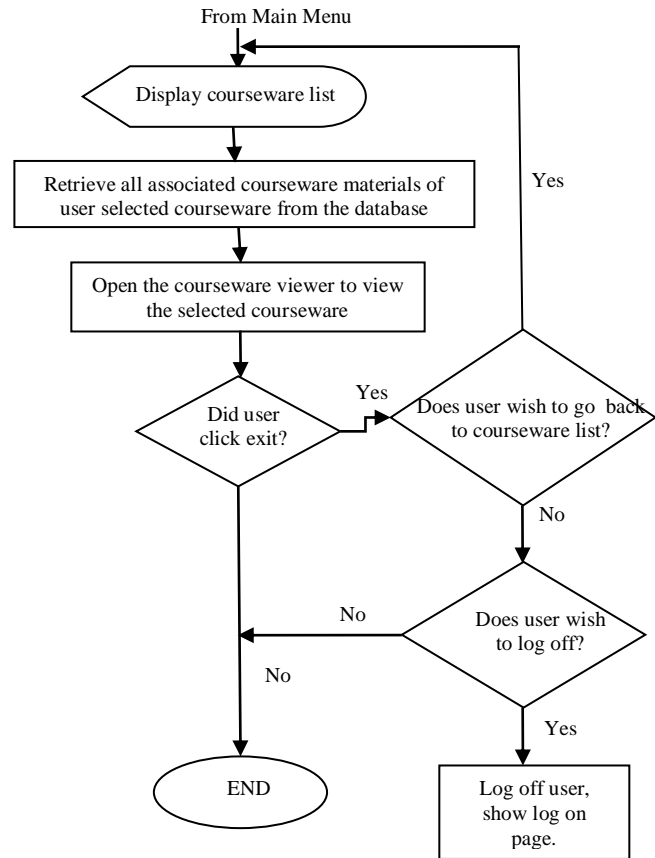 From Main Menu
Display courseware list
Yes
Retrieve all associated courseware materials of
user selected courseware from the database
Open the courseware viewer to view
the selected courseware
Did user
click exit?
Yes
Does user wish to go back
to courseware list?
No
Does user wish
to log off?
No
No
Yes
END
Log off user,
show log on
page.